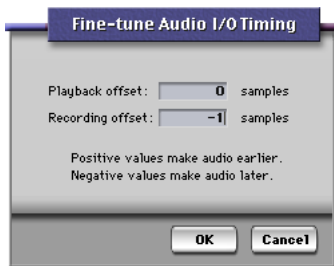 Fine-tune Audio I/O Timing
Playback offset: 0 samples
Recording offset: -1 samples
Positive values make audio earlier.
Negative values make audio later.
OK Cancel